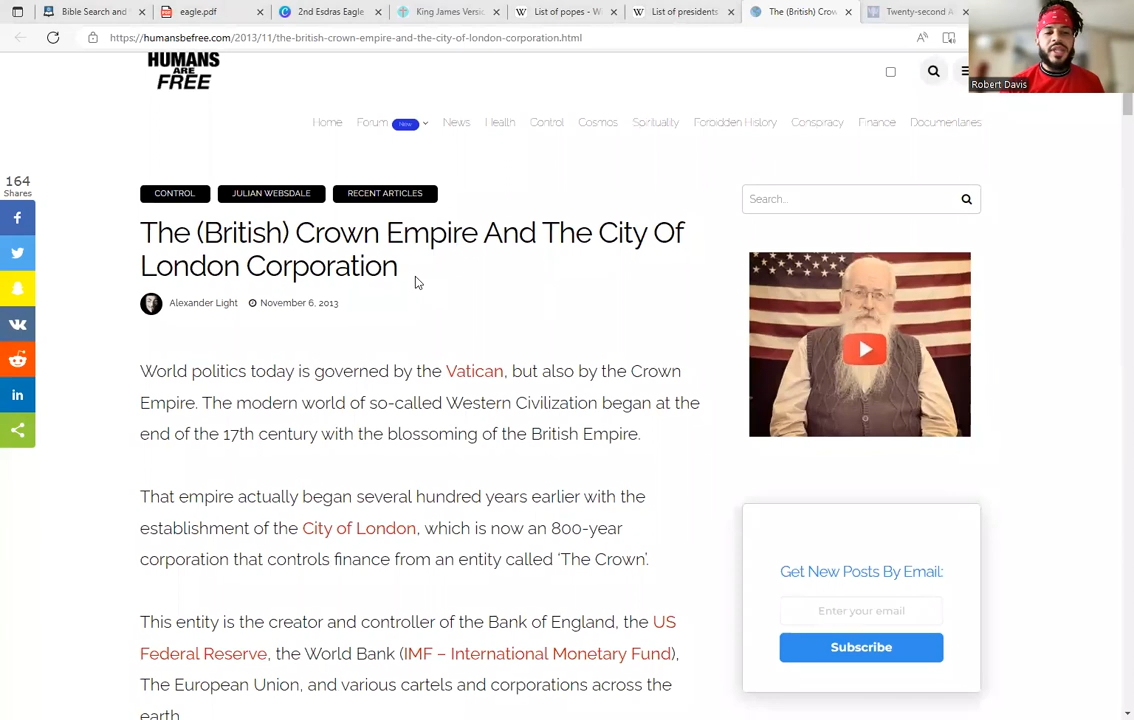 Bible Search and
eagle.pdf
2nd Esdras Eagle
King James Versic
List of popes - W
List of presidents
The (British) Crow
Twenty-second A
https://humansbefree.com/2013/11/the-british-crown-empire-and-the-city-of-london-corporation.html
Robert Davis
HUMANS
ARE FREE
Home Forum New News Health Control Cosmos Spirituality Forbidden History Conspiracy Finance Documentaries
164
Shares
CONTROL JULIAN WEBSDALE RECENT ARTICLES
Search...
The (British) Crown Empire And The City Of
London Corporation
Alexander Light November 6, 2013
World politics today is governed by the Vatican, but also by the Crown
Empire. The modern world of so-called Western Civilization began at the
end of the 17th century with the blossoming of the British Empire.
That empire actually began several hundred years earlier with the
establishment of the City of London, which is now an 800-year
corporation that controls finance from an entity called ‘The Crown’.
This entity is the creator and controller of the Bank of England, the US
Federal Reserve, the World Bank (IMF – International Monetary Fund),
The European Union, and various cartels and corporations across the
earth.
Get New Posts By Email:
Enter your email
Subscribe